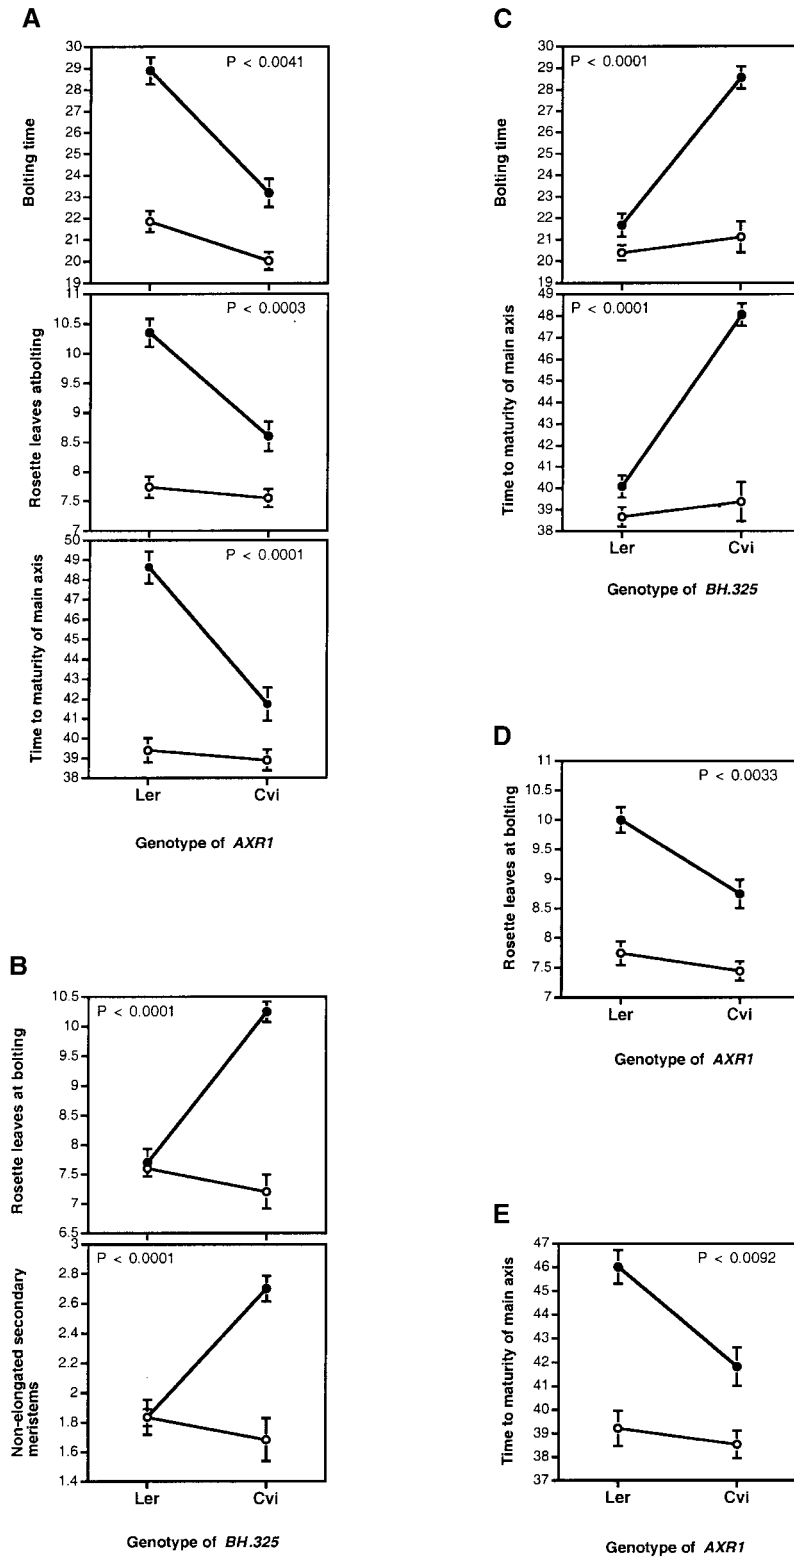 A
Bolting time
30
29
28
27
26
25
24
23
22
21
20
19
P < 0.0041
Rosette leaves atbolting
11
10.5
10
9.5
9
8.5
8
7.5
7
P < 0.0003
Time to maturity of main axis
50
49
48
47
46
45
44
43
42
41
40
39
38
P < 0.0001
Ler
Cvi
Genotype of AXR1
B
Rosette leaves at bolting
10.5
10
9.5
9
8.5
8
7.5
7
6.5
P < 0.0001
Non-elongated secondary
meristems
3
2.8
2.6
2.4
2.2
2
1.8
1.6
1.4
P < 0.0001
Ler
Cvi
Genotype of BH.325
C
Bolting time
30
29
28
27
26
25
24
23
22
21
20
19
P < 0.0001
Time to maturity of main axis
49
48
47
46
45
44
43
42
41
40
39
38
P < 0.0001
Ler
Cvi
Genotype of BH.325
D
Rosette leaves at bolting
11
10.5
10
9.5
9
8.5
8
7.5
7
P < 0.0033
Ler
Cvi
Genotype of AXR1
E
Time to maturity of main axis
47
46
45
44
43
42
41
40
39
38
37
P < 0.0092
Ler
Cvi
Genotype of AXR1